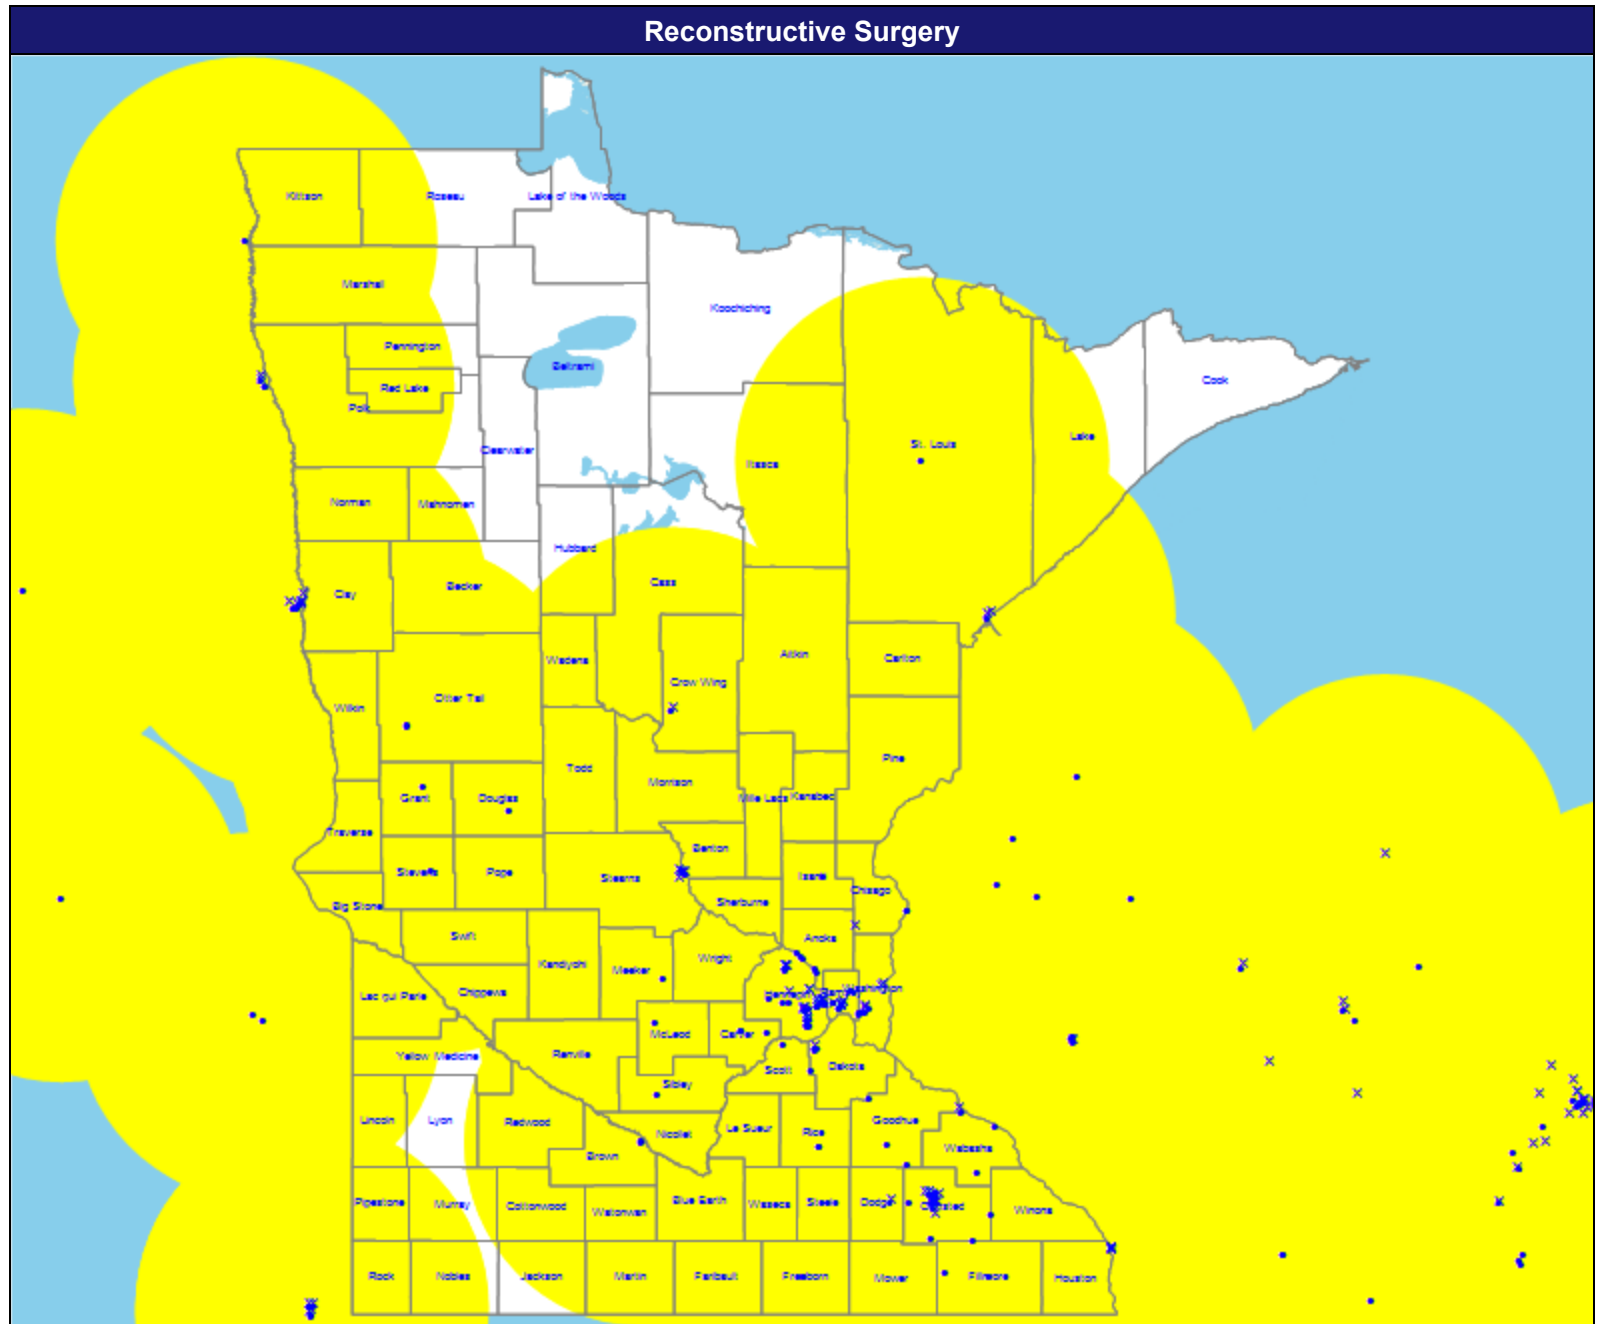 Reconstructive Surgery
Kittson
Roseau
Lake of the Woods
Marshall
Koochiching
Pennington
Beltrami
Red Lake
Cook
Polk
Lake
St. Louis
Clearwater
Itasca
Norman
Mahnomen
Hubbard
Becker
Cass
Clay
Aitkin
Carlton
Wadena
Crow Wing
Otter Tail
Wilkin
Pine
Todd
Morrison
Grant
Douglas
Mille Lacs
Kanabec
Traverse
Benton
Stevens
Pope
Stearns
Isanti
Chisago
Sherburne
Big Stone
Swift
Anoka
Wright
Kandiyohi
Meeker
Chippewa
Lac qui Parle
Hennepin
Ramsey
Washington
McLeod
Carver
Yellow Medicine
Renville
Scott
Dakota
Sibley
Lincoln
Lyon
Redwood
Goodhue
Le Sueur
Rice
Nicollet
Wabasha
Brown
Pipestone
Murray
Cottonwood
Watonwan
Blue Earth
Waseca
Steele
Dodge
Olmsted
Winona
Rock
Nobles
Jackson
Martin
Faribault
Freeborn
Mower
Fillmore
Houston